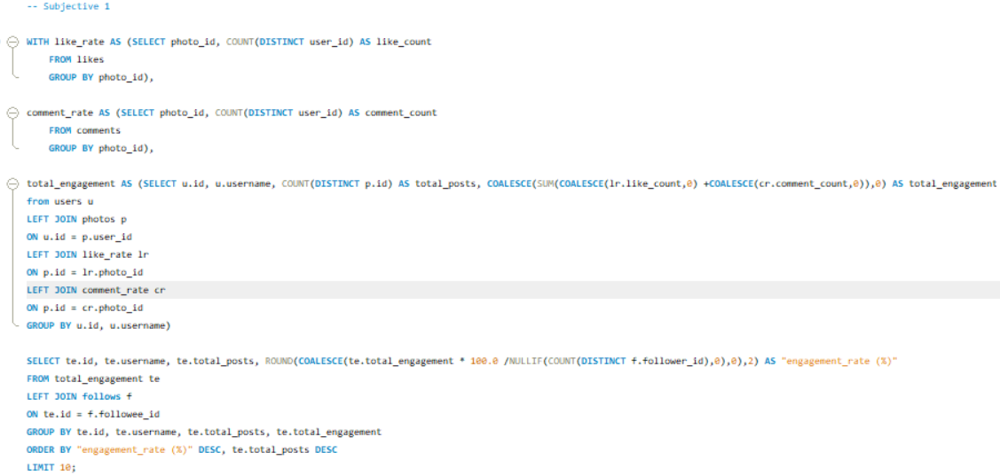 -- Subjective 1
WITH like_rate AS (SELECT photo_id, COUNT(DISTINCT user_id) AS like_count
FROM likes
GROUP BY photo_id),
comment_rate AS (SELECT photo_id, COUNT(DISTINCT user_id) AS comment_count
FROM comments
GROUP BY photo_id),
total_engagement AS (SELECT u.id, u.username, COUNT(DISTINCT p.id) AS total_posts, COALESCE(SUM(COALESCE(lr.like_count,0) +COALESCE(cr.comment_count,0)),0) AS total_engagement
from users u
LEFT JOIN photos p
ON u.id = p.user_id
LEFT JOIN like_rate lr
ON p.id = lr.photo_id
LEFT JOIN comment_rate cr
ON p.id = cr.photo_id
GROUP BY u.id, u.username)
SELECT te.id, te.username, te.total_posts, ROUND(COALESCE(te.total_engagement * 100.0 /NULLIF(COUNT(DISTINCT f.follower_id),0),0),2) AS "engagement_rate (%)"
FROM total_engagement te
LEFT JOIN follows f
ON te.id = f.followee_id
GROUP BY te.id, te.username, te.total_posts, te.total_engagement
ORDER BY "engagement_rate (%)" DESC, te.total_posts DESC
LIMIT 10;